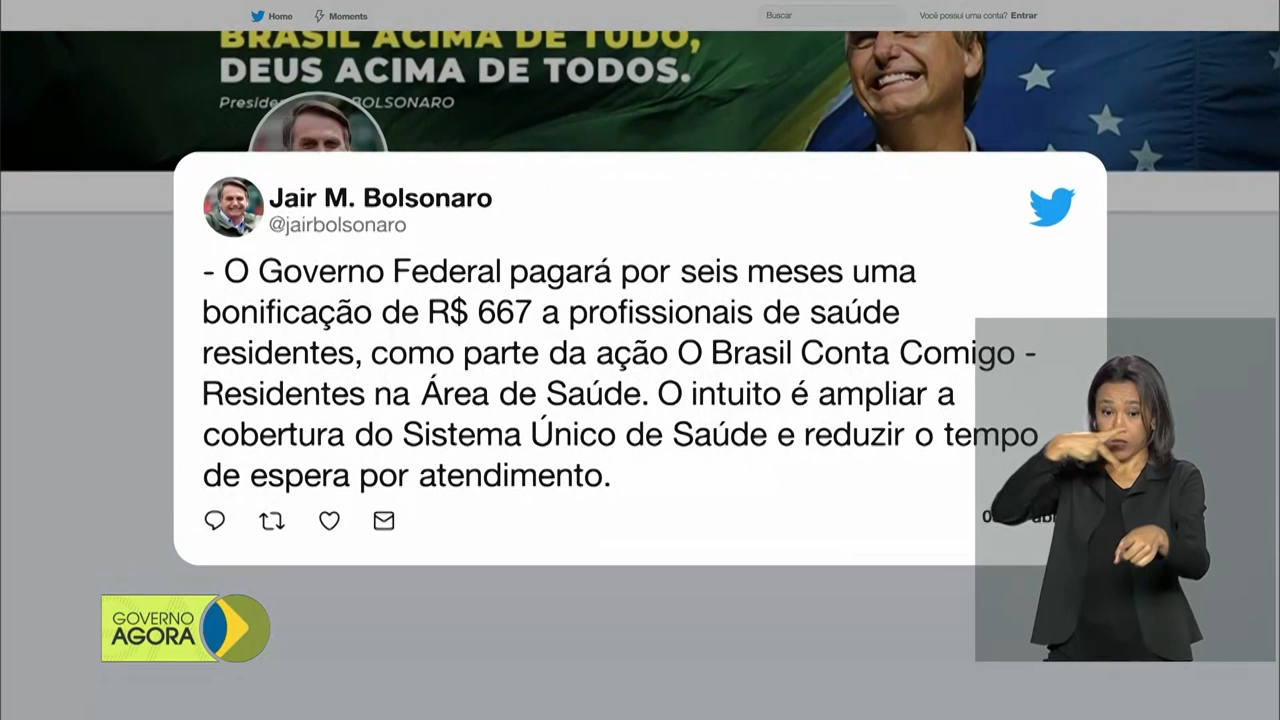 Home
Moments
Buscar
Você possui uma conta? Entrar
BRASIL ACIMA DE TUDO,
DEUS ACIMA DE TODOS.
BOLSONARO
Jair M. Bolsonaro
@jairbolsonaro
- O Governo Federal pagará por seis meses uma
bonificação de R$ 667 a profissionais de saúde
residentes, como parte da ação O Brasil Conta Comigo -
Residentes na Área de Saúde. O intuito é ampliar a
cobertura do Sistema Único de Saúde e reduzir o tempo
de espera por atendimento.
GOVERNO
AGORA